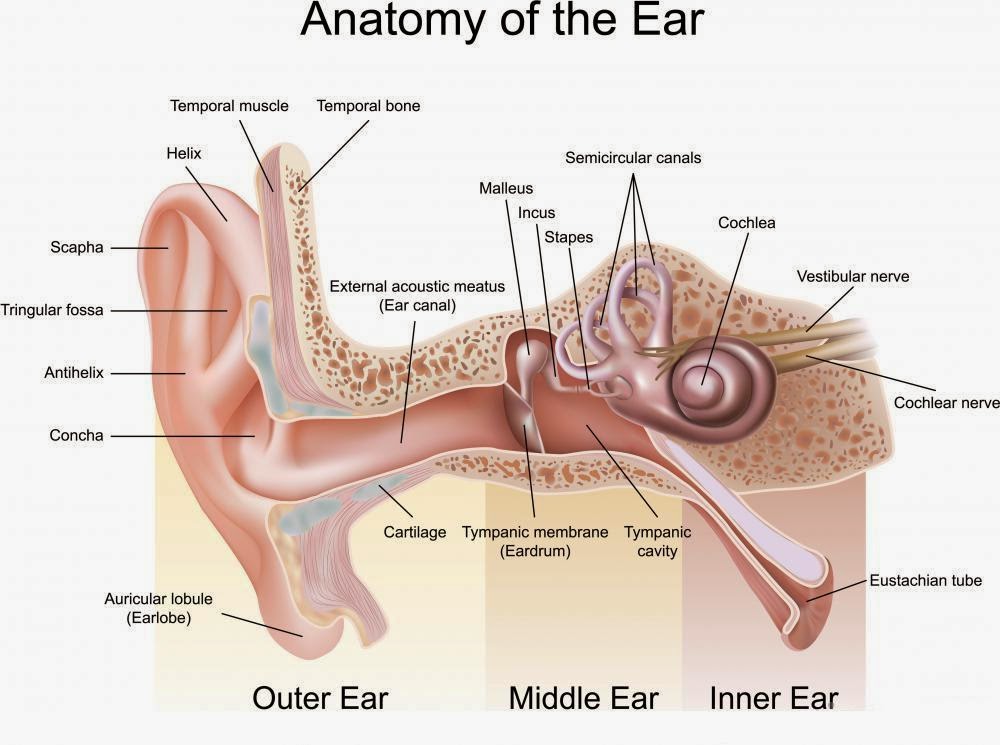 Anatomy of the Ear
Temporal muscle
Temporal bone
Helix
Semicircular canals
Malleus
Incus
Stapes
Cochlea
Scapha
External acoustic meatus
(Ear canal)
Vestibular nerve
Tringular fossa
Antihelix
Cochlear nerve
Concha
Cartilage
Tympanic membrane
(Eardrum)
Tympanic
cavity
Eustachian tube
Auricular lobule
(Earlobe)
Outer Ear
Middle Ear
Inner Ear